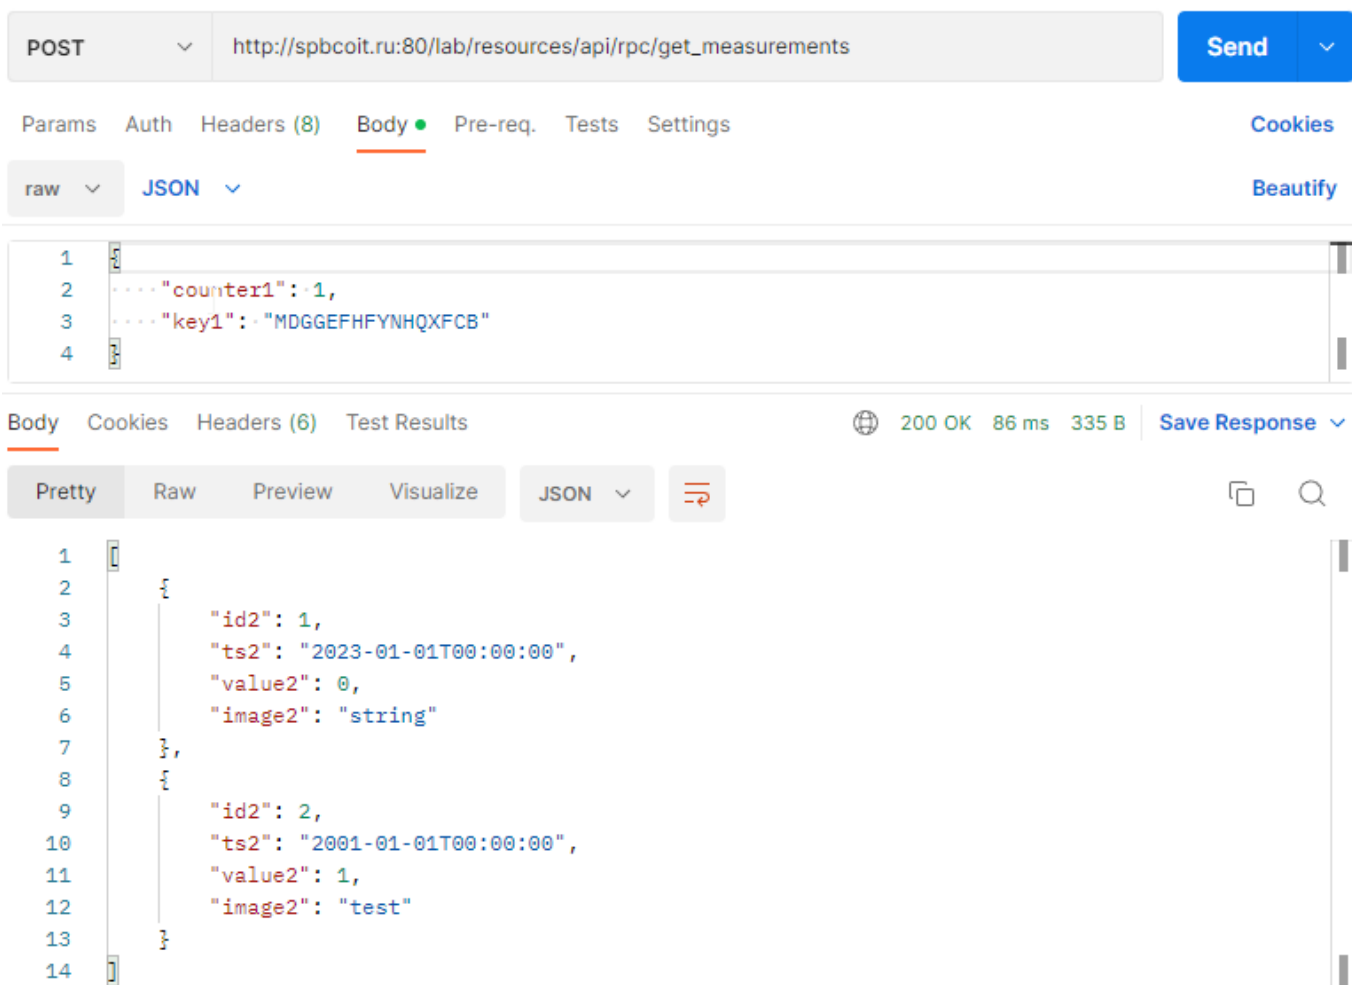 POST http://spbcoit.ru:80/lab/resources/api/rpc/get_measurements Send
Params Auth Headers (8) Body Pre-req. Tests Settings Cookies
raw JSON Beautify
1 {
2 "counter1": 1,
3 "key1": "MDGGEFHFYNHQXFCB"
4 }
Body Cookies Headers (6) Test Results 200 OK 86 ms 335 B Save Response
Pretty Raw Preview Visualize JSON
1 [
2 {
3 "id2": 1,
4 "ts2": "2023-01-01T00:00:00",
5 "value2": 0,
6 "image2": "string"
7 },
8 {
9 "id2": 2,
10 "ts2": "2001-01-01T00:00:00",
11 "value2": 1,
12 "image2": "test"
13 }
14 ]